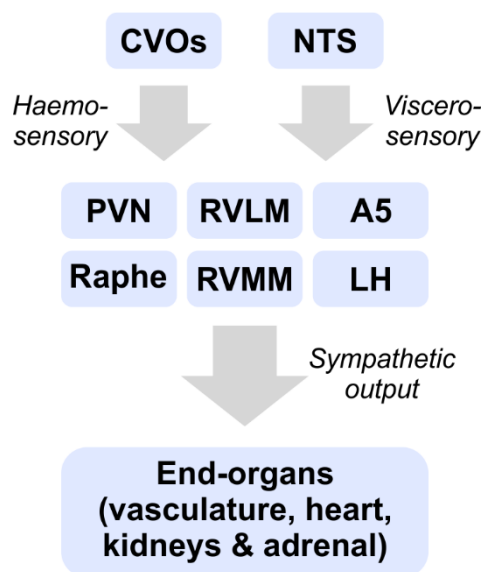 CVOs
NTS
Haemo-
sensory
Viscero-
sensory
PVN
RVLM
A5
Raphe
RVMM
LH
Sympathetic
output
End-organs
(vasculature, heart,
kidneys & adrenal)